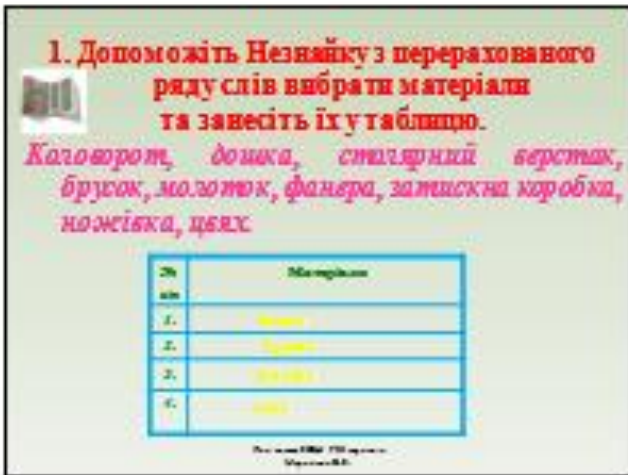 1. Допоможіть Незнайку з перерахованого
ряду слів вибрати матеріали
та занесіть їх у таблицю.
Коловорот, дошка, столярний верстак,
брусок, молоток, фанера, затискна коробка,
ножівка, цвях.
№ Матеріали
1.
2.
3.
4.